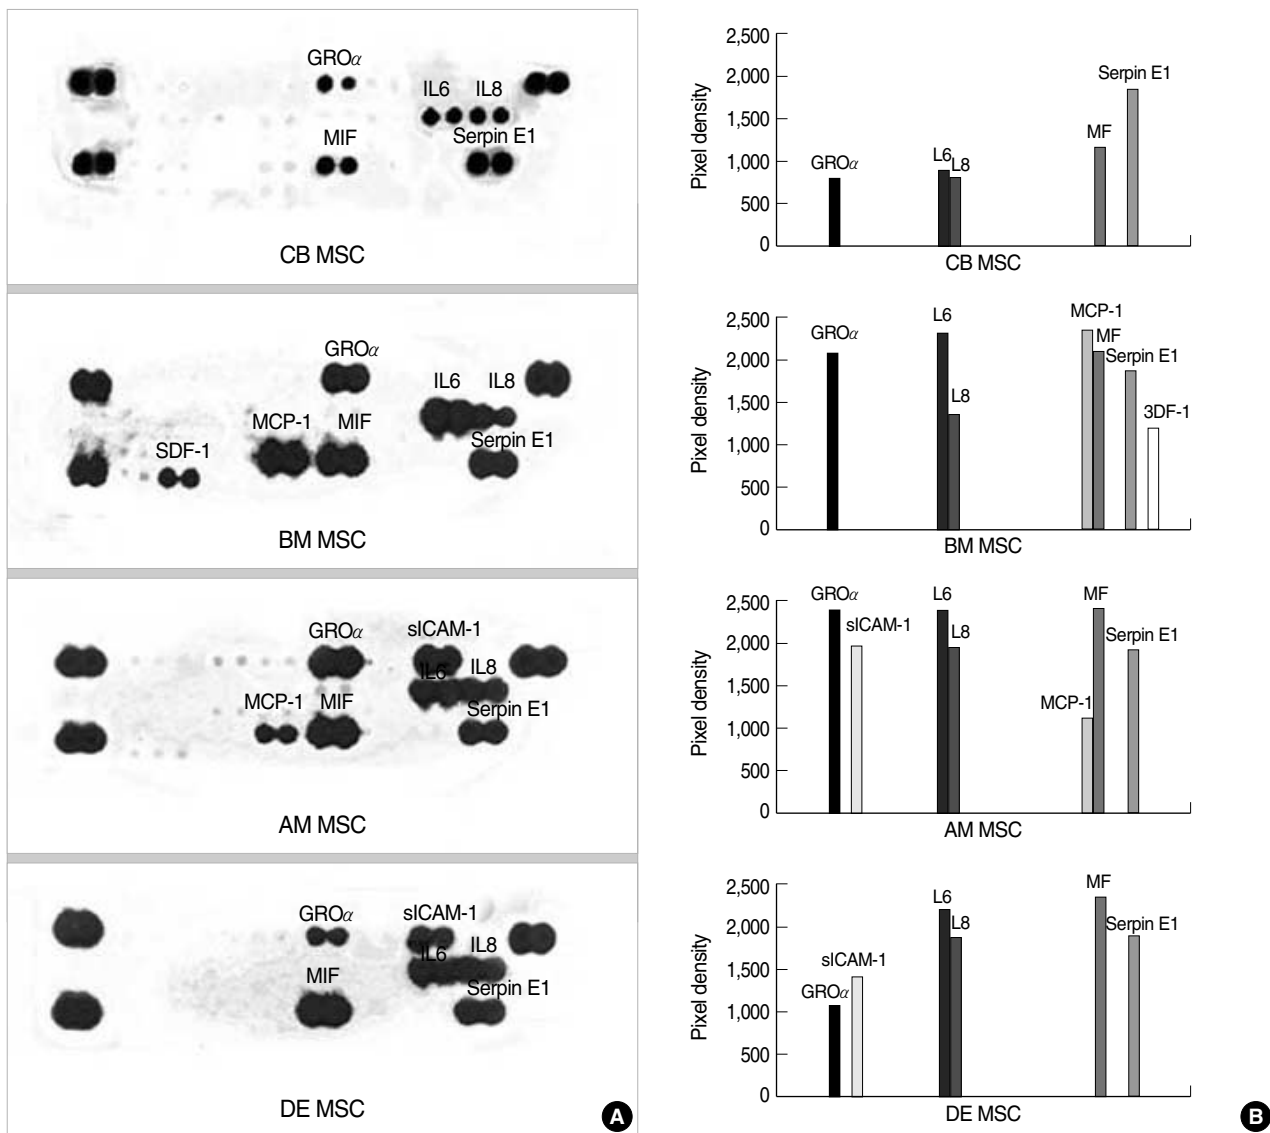 GROα
IL6 IL8
MIF
Serpin E1
CB MSC
GROα
IL6 IL8
MCP-1 MIF
SDF-1
Serpin E1
BM MSC
GROα sICAM-1
IL6 IL8
MCP-1 MIF
Serpin E1
AM MSC
GROα sICAM-1
IL6 IL8
MIF
Serpin E1
DE MSC
A
2,500
2,000
1,500
1,000
500
0
Pixel density
GROα
L6
L8
MF
Serpin E1
CB MSC
2,500
2,000
1,500
1,000
500
0
Pixel density
GROα
L6
L8
MCP-1
MF
Serpin E1
3DF-1
BM MSC
2,500
2,000
1,500
1,000
500
0
Pixel density
GROα
sICAM-1
L6
L8
MCP-1
MF
Serpin E1
AM MSC
2,500
2,000
1,500
1,000
500
0
Pixel density
GROα
sICAM-1
L6
L8
MF
Serpin E1
DE MSC
B